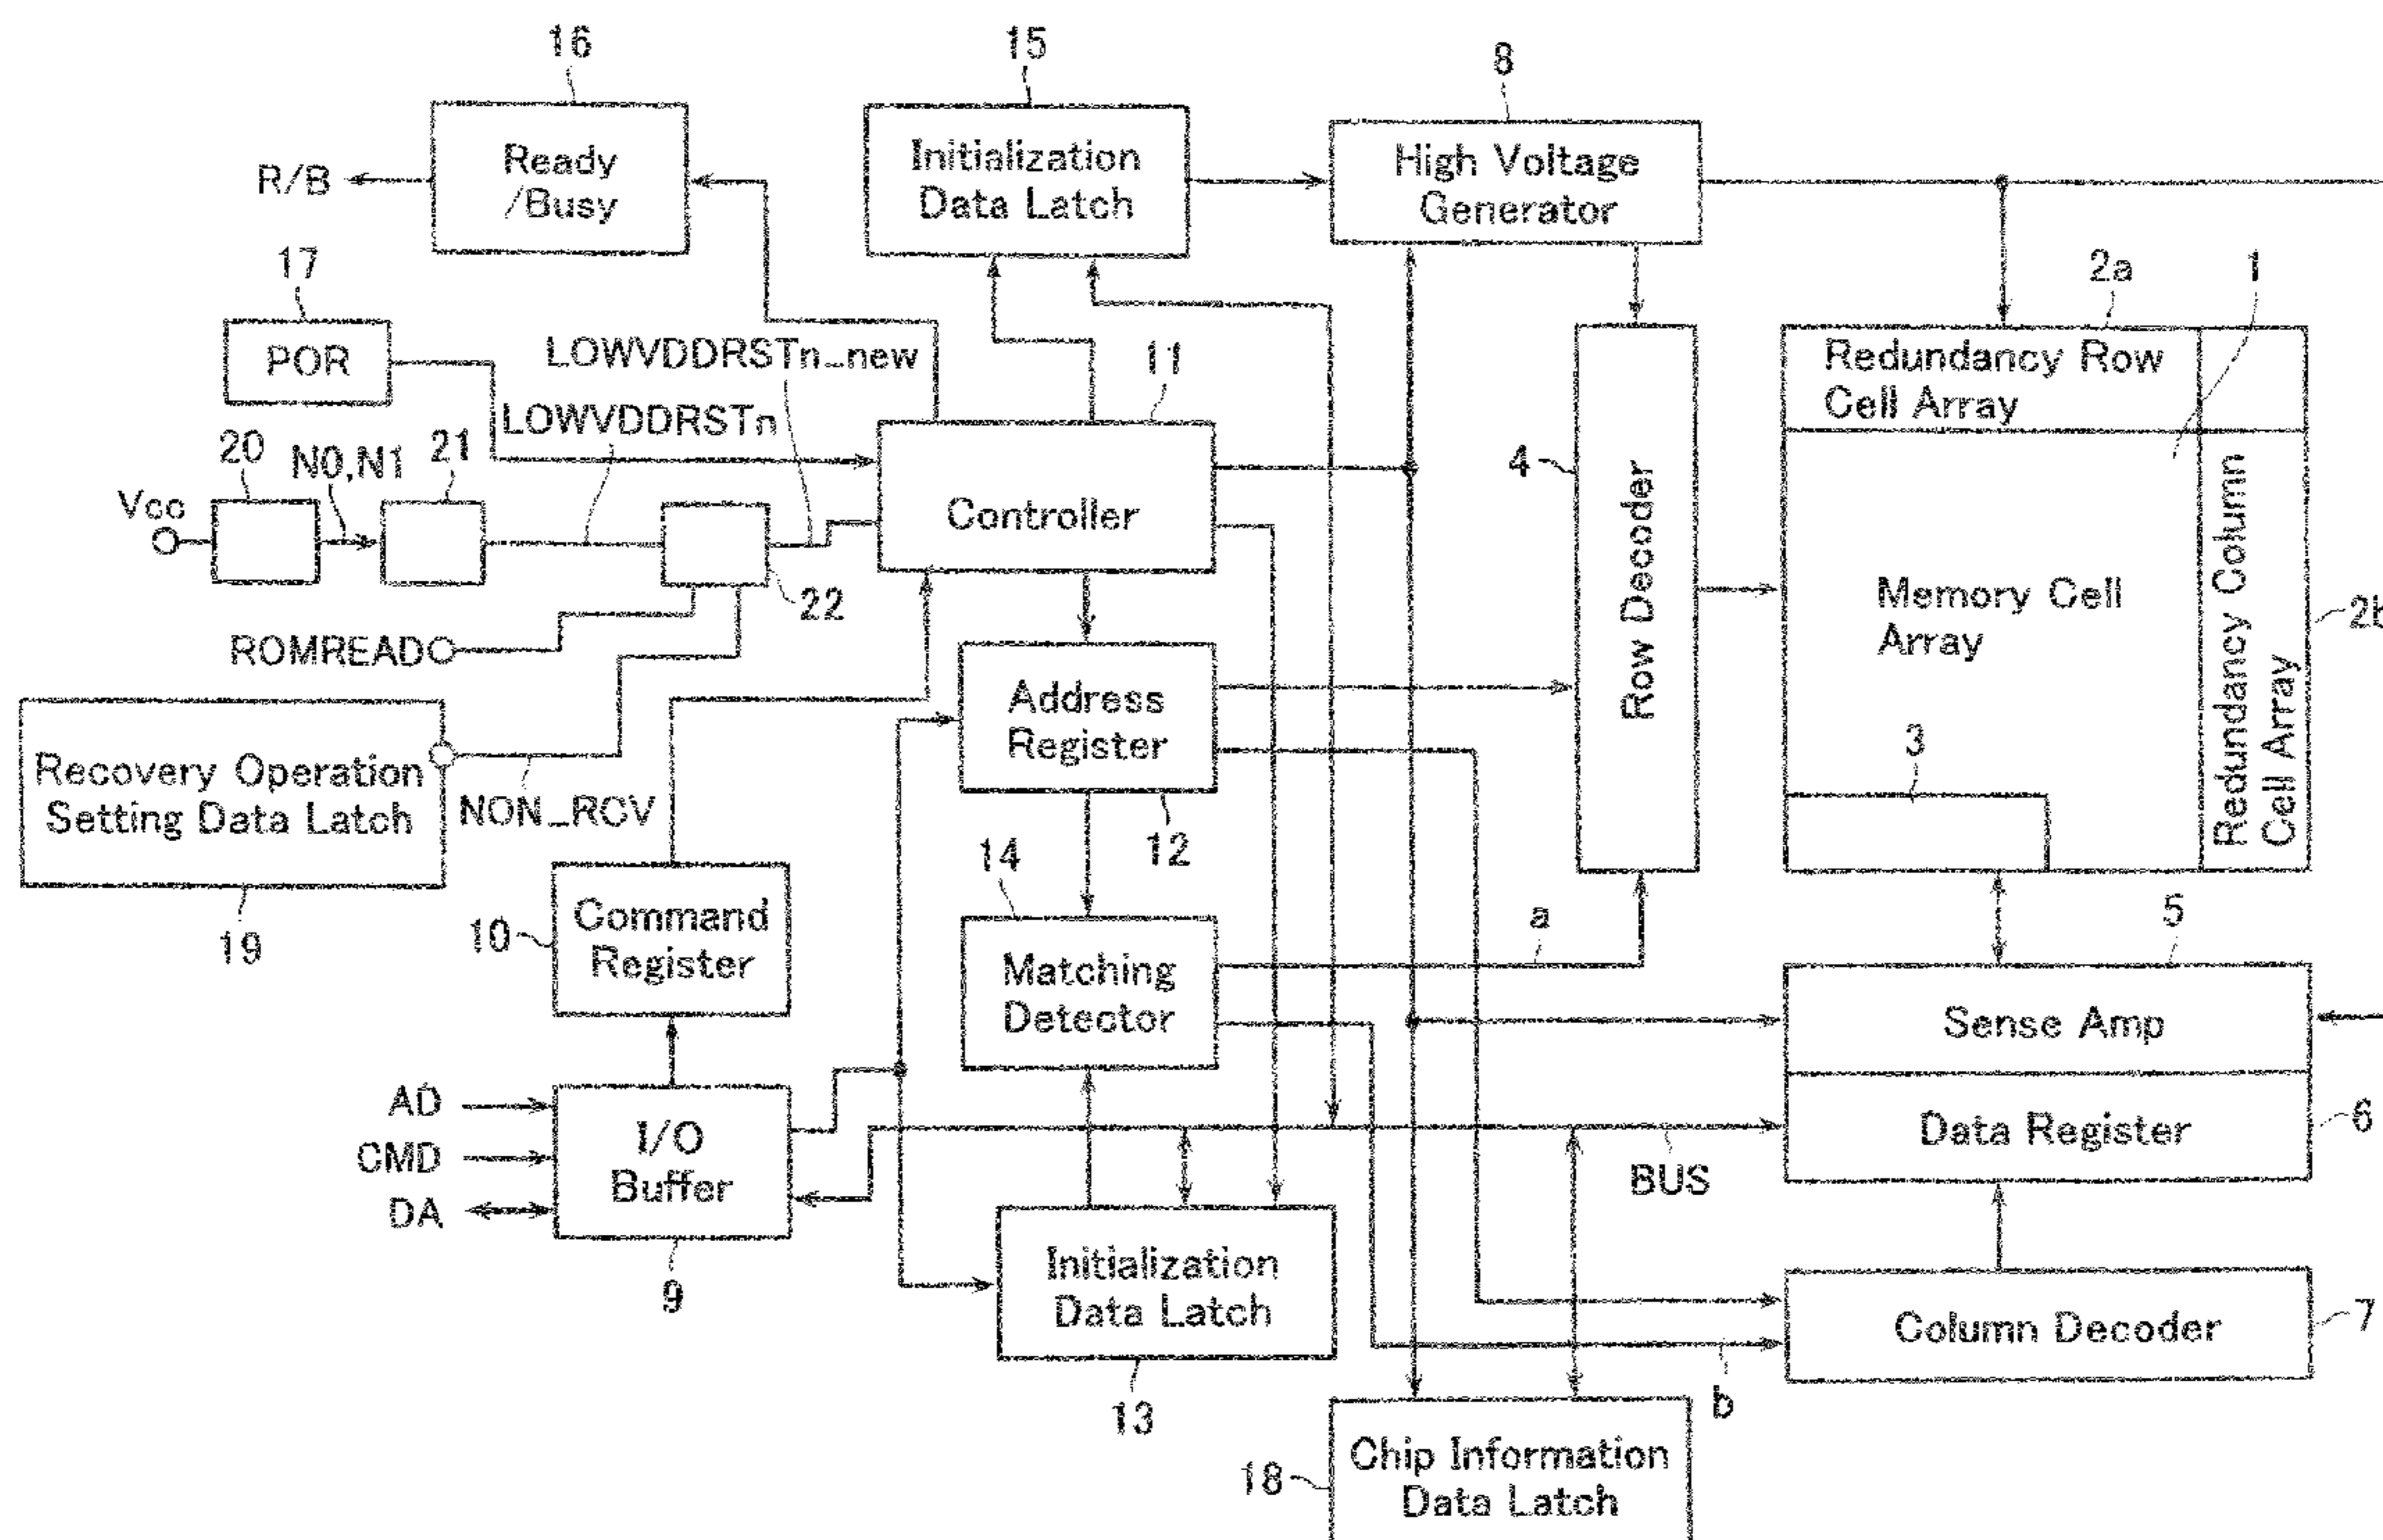 16
15
8
Ready
/Busy
R/B
Initialization
Data Latch
High Voltage
Generator
17
POR
2a
1
LOWVDDRSTn_new
11
LOWVDDRSTn
Redundancy Row
Cell Array
20
N0,N1
21
Vcc
Controller
4
Row Decoder
Memory Cell
Array
Redundancy Column
Cell Array
2b
22
ROMREAD
Address
Register
12
Recovery Operation
Setting Data Latch
NON_RCV
19
3
14
10
Command
Register
Matching
Detector
a
5
Sense Amp
AD
CMD
DA
I/O
Buffer
9
Data Register
6
BUS
Initialization
Data Latch
13
Column Decoder
7
b
18
Chip Information
Data Latch